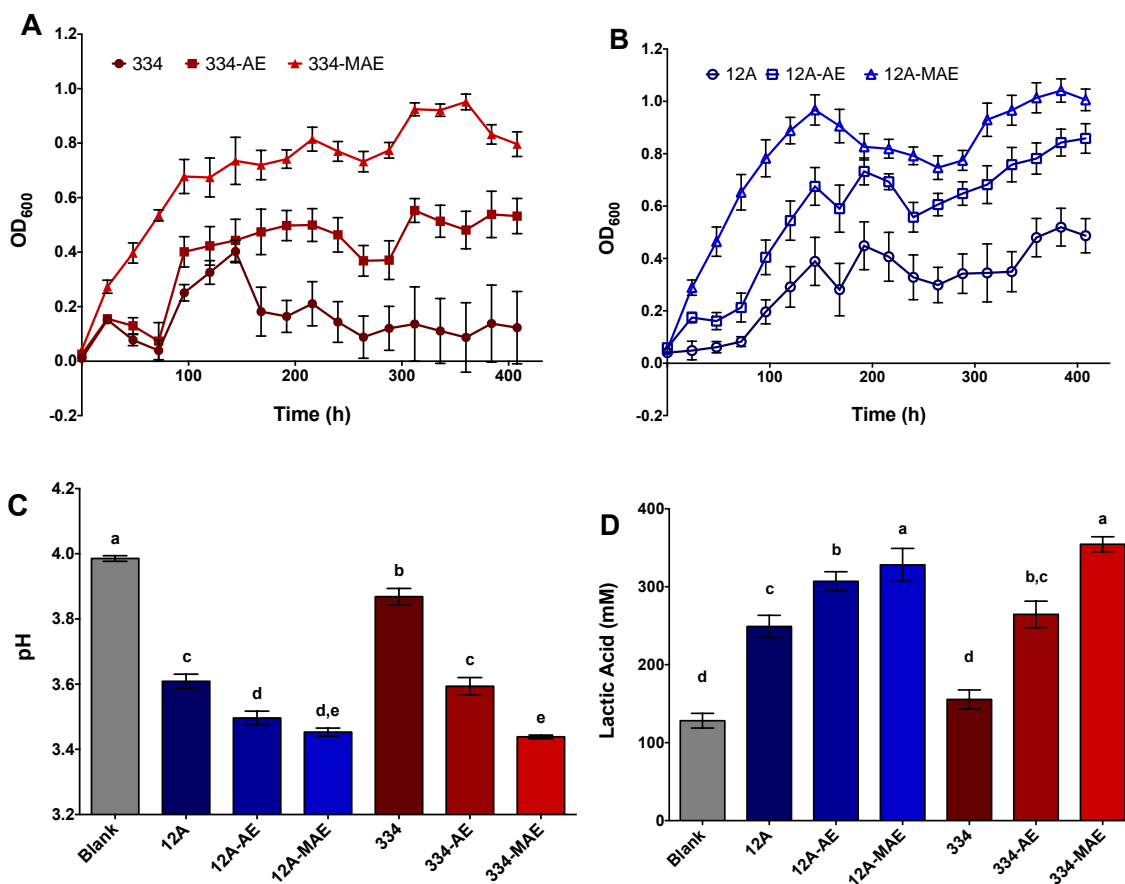 A
334 334-AE 334-MAE
1.2
1.0
0.8
0.6
0.4
0.2
0.0
-0.2
OD600
100 200 300 400
Time (h)
B
12A 12A-AE 12A-MAE
1.2
1.0
0.8
0.6
0.4
0.2
0.0
-0.2
OD600
100 200 300 400
Time (h)
C
4.2
4.0
3.8
3.6
3.4
3.2
pH
a
c
d
d,e
b
c
e
Blank
12A
12A-AE
12A-MAE
334
334-AE
334-MAE
D
400
300
200
100
0
Lactic Acid (mM)
d
c
b
a
d
b,c
a
Blank
12A
12A-AE
12A-MAE
334
334-AE
334-MAE